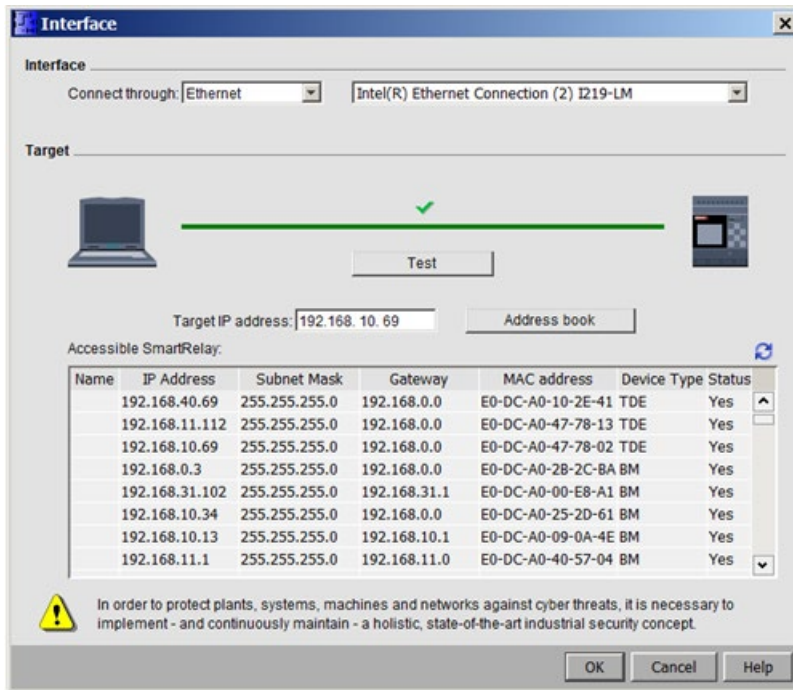 Interface
Interface
Connect through: Ethernet Intel(R) Ethernet Connection (2) I219-LM
Target
Test
Target IP address: 192.168. 10. 69 Address book
Accessible SmartRelay:
Name IP Address Subnet Mask Gateway MAC address Device Type Status
192.168.40.69 255.255.255.0 192.168.0.0 E0-DC-A0-10-2E-41 TDE Yes
192.168.11.112 255.255.255.0 192.168.0.0 E0-DC-A0-47-78-13 TDE Yes
192.168.10.69 255.255.255.0 192.168.0.0 E0-DC-A0-47-78-02 TDE Yes
192.168.0.3 255.255.255.0 192.168.0.0 E0-DC-A0-2B-2C-BA BM Yes
192.168.31.102 255.255.255.0 192.168.31.1 E0-DC-A0-00-E8-A1 BM Yes
192.168.10.34 255.255.255.0 192.168.0.0 E0-DC-A0-25-2D-61 BM Yes
192.168.10.13 255.255.255.0 192.168.10.1 E0-DC-A0-09-0A-4E BM Yes
192.168.11.1 255.255.255.0 192.168.11.0 E0-DC-A0-40-57-04 BM Yes
In order to protect plants, systems, machines and networks against cyber threats, it is necessary to
implement - and continuously maintain - a holistic, state-of-the-art industrial security concept.
OK Cancel Help